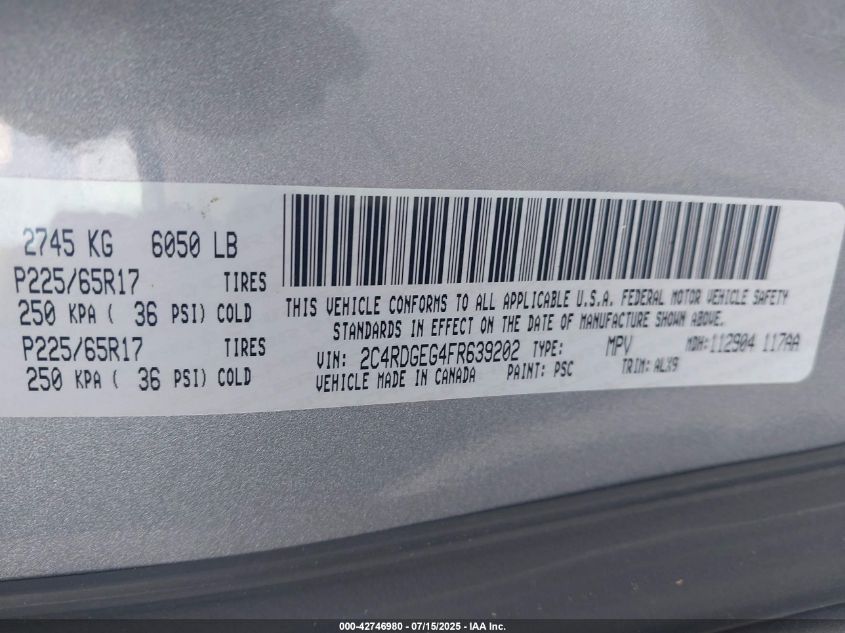 2745 KG 6050 LB
P225/65R17 TIRES
250 KPA ( 36 PSI) COLD
P225/65R17 TIRES
250 KPA ( 36 PSI) COLD
THIS VEHICLE CONFORMS TO ALL APPLICABLE U.S.A. FEDERAL MOTOR VEHICLE SAFETY
STANDARDS IN EFFECT ON THE DATE OF MANUFACTURE SHOWN ABOVE.
VIN: 2C4RDGEG4FR639202 TYPE: MPV MDH: 112904 117AA
VEHICLE MADE IN CANADA PAINT: PSC TRIM: ALX9
000-42746980 - 07/15/2025 - IAA Inc.